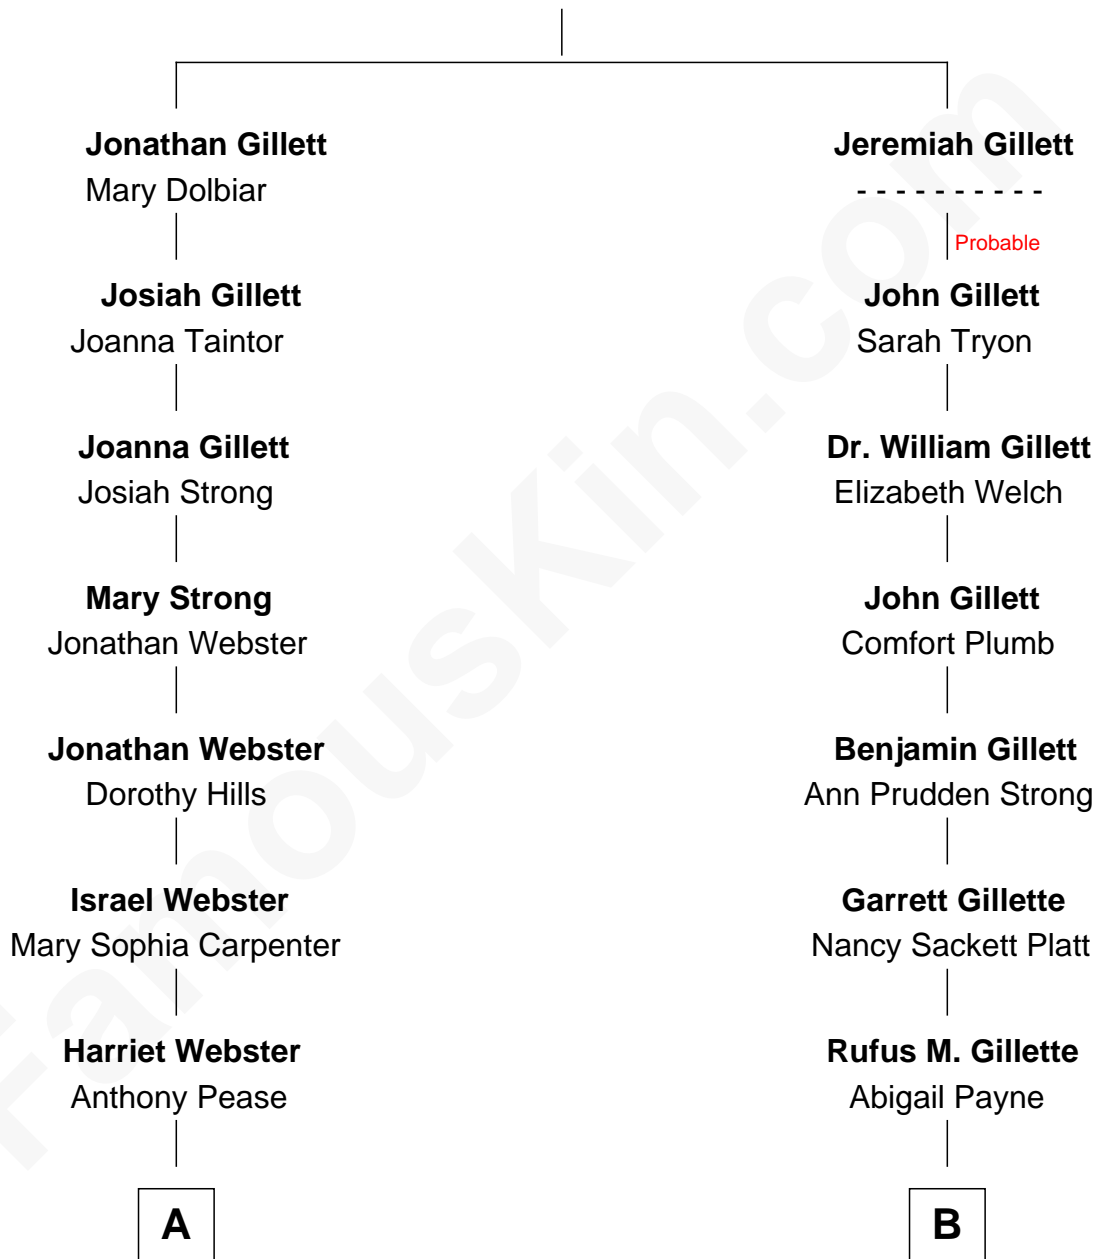 Jonathan Gillett
Mary Dolbiar
Jeremiah Gillett
- - - - - - - - - -
Probable
Josiah Gillett
Joanna Taintor
John Gillett
Sarah Tryon
Joanna Gillett
Josiah Strong
Dr. William Gillett
Elizabeth Welch
Mary Strong
Jonathan Webster
John Gillett
Comfort Plumb
Jonathan Webster
Dorothy Hills
Benjamin Gillett
Ann Prudden Strong
Israel Webster
Mary Sophia Carpenter
Garrett Gillette
Nancy Sackett Platt
Harriet Webster
Anthony Pease
Rufus M. Gillette
Abigail Payne
A
B
FamousKin.com